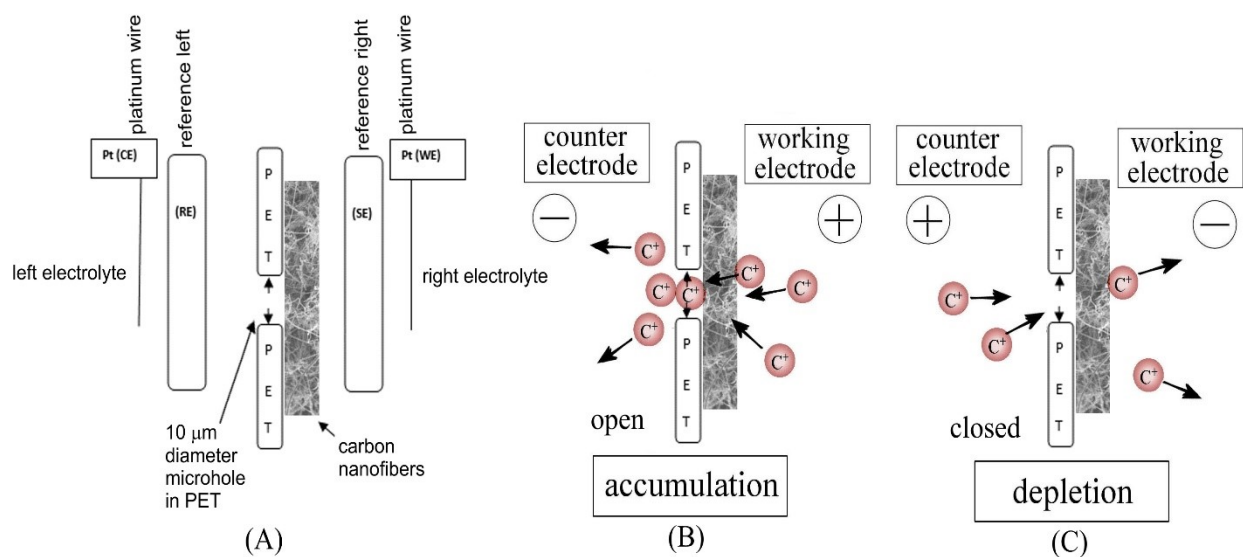 platinum wire
reference left
reference right
platinum wire
Pt (CE)
(RE)
(SE)
Pt (WE)
P
E
T
P
E
T
left electrolyte
right electrolyte
10 μm
diameter
microhole
in PET
carbon
nanofibers
(A)
counter
electrode
working
electrode
−
+
P
E
T
P
E
T
C⁺
C⁺
C⁺
C⁺
C⁺
C⁺
C⁺
open
accumulation
(B)
counter
electrode
working
electrode
+
−
P
E
T
P
E
T
C⁺
C⁺
C⁺
C⁺
closed
depletion
(C)